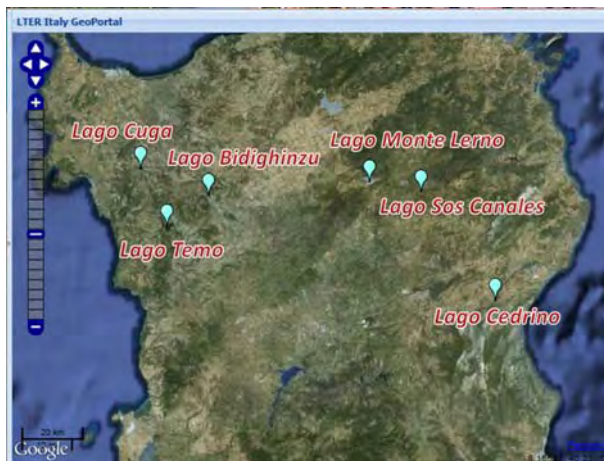 LTER Italy GeoPortal
Lago Cuga
Lago Monte Lerno
Lago Bidighinzu
Lago Sos Canales
Lago Temo
Lago Cedrino
20 km
Google